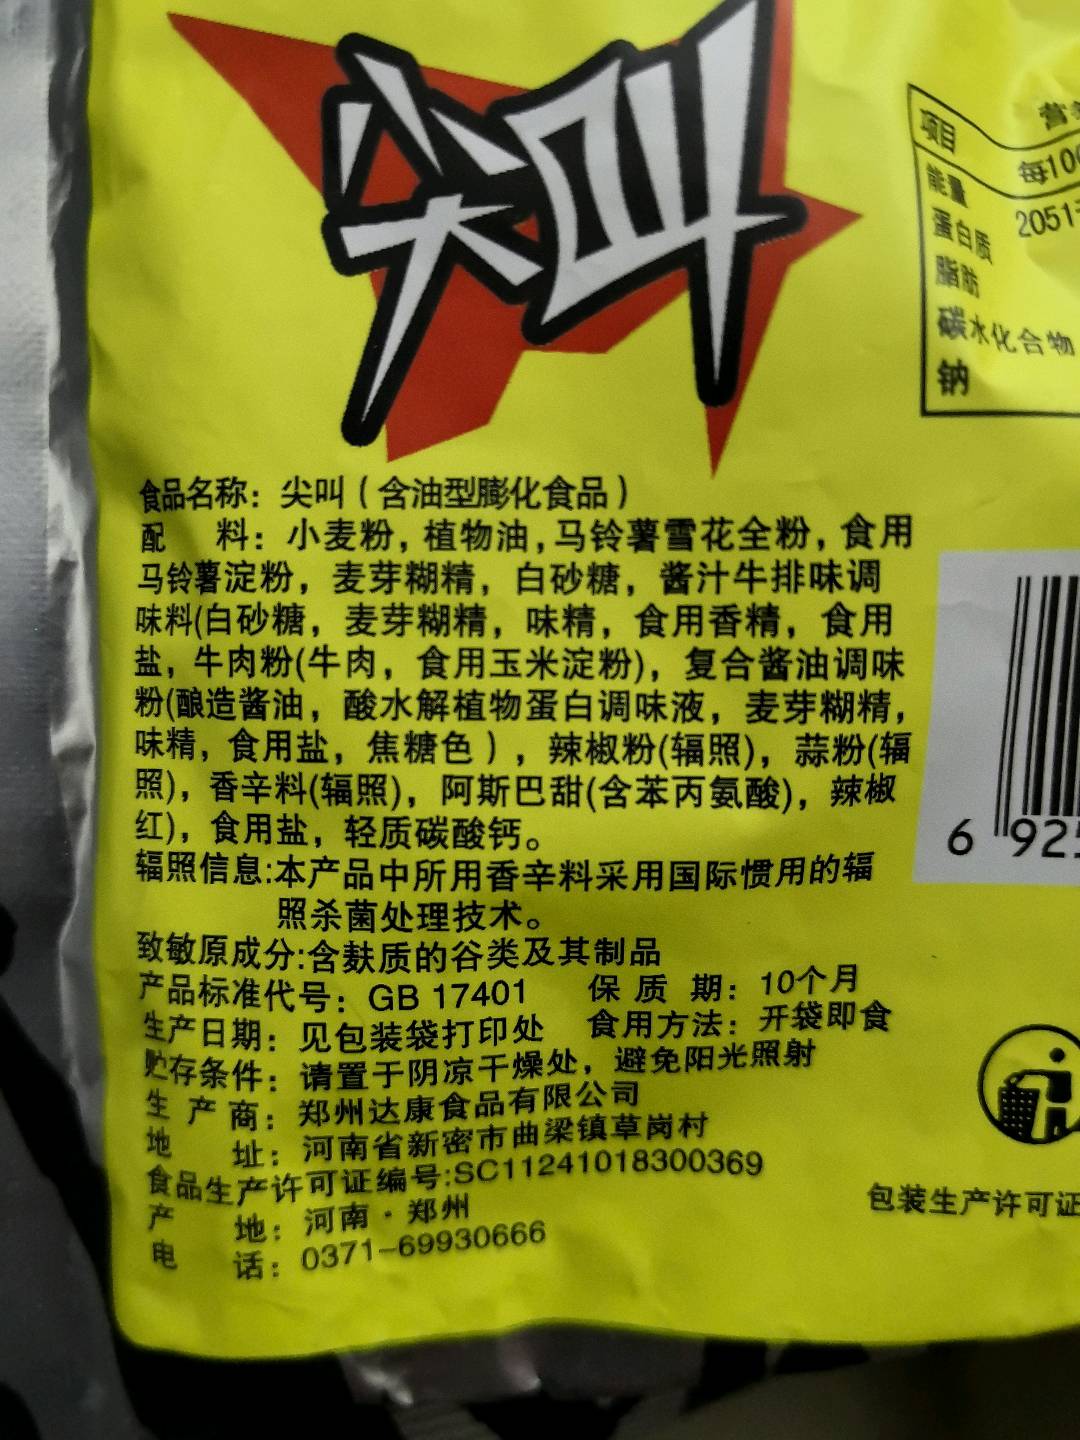 尖叫
营
项目
每100
能量
2051千
蛋白质
脂肪
碳水化合物
钠
食品名称：尖叫（含油型膨化食品）
配 料：小麦粉，植物油，马铃薯雪花全粉，食用
马铃薯淀粉，麦芽糊精，白砂糖，酱汁牛排味调
味料(白砂糖，麦芽糊精，味精，食用香精，食用
盐，牛肉粉(牛肉，食用玉米淀粉)，复合酱油调味
粉(酿造酱油，酸水解植物蛋白调味液，麦芽糊精，
味精，食用盐，焦糖色)，辣椒粉(辐照)，蒜粉(辐
照)，香辛料(辐照)，阿斯巴甜(含苯丙氨酸)，辣椒
红)，食用盐，轻质碳酸钙。
辐照信息:本产品中所用香辛料采用国际惯用的辐
照杀菌处理技术。
致敏原成分:含麸质的谷类及其制品
产品标准代号：GB 17401 保 质 期：10个月
生产日期：见包装袋打印处 食用方法：开袋即食
贮存条件：请置于阴凉干燥处，避免阳光照射
生 产 商：郑州达康食品有限公司
地 址：河南省新密市曲梁镇草岗村
食品生产许可证编号:SC11241018300369
产 地：河南·郑州
电 话：0371-69930666
6 925
包装生产许可证